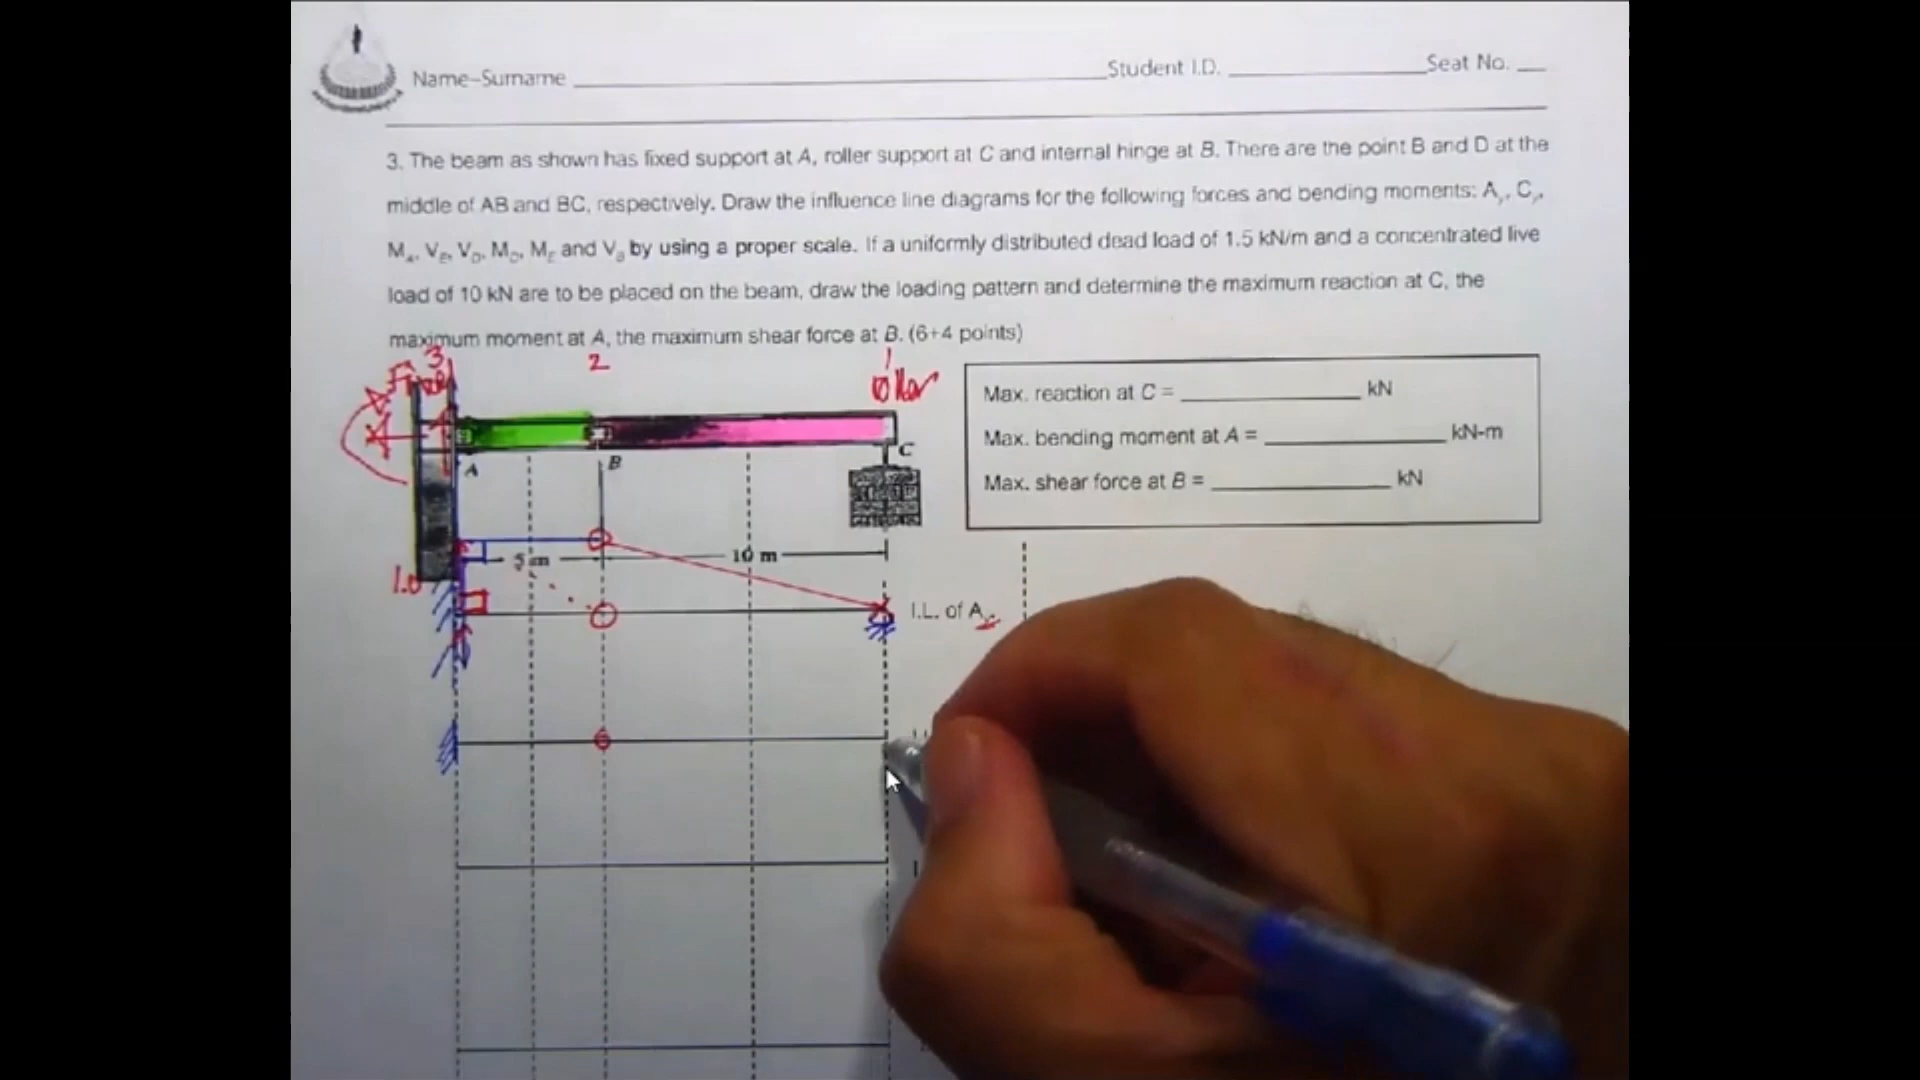 Name-Surname Student I.D. Seat No.
3. The beam as shown has fixed support at A, roller support at C and internal hinge at B. There are the point B and D at the
middle of AB and BC, respectively. Draw the influence line diagrams for the following forces and bending moments: Ay, Cy,
MA, VE, VD, MD, ME and VB by using a proper scale. If a uniformly distributed dead load of 1.5 kN/m and a concentrated live
load of 10 kN are to be placed on the beam, draw the loading pattern and determine the maximum reaction at C, the
maximum moment at A, the maximum shear force at B. (6+4 points)
3 2 1
Max. reaction at C = kN
Max. bending moment at A = kN-m
Max. shear force at B = kN
A B C
5 m 10 m
1.0
I.L. of Ay